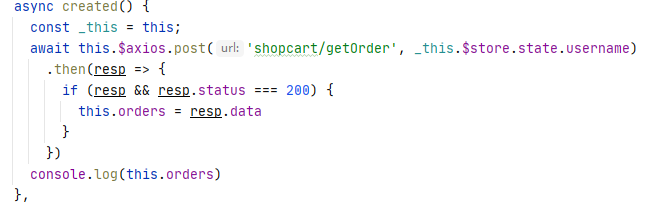 async created() {
const _this = this;
await this.$axios.post( url: 'shopcart/getOrder', _this.$store.state.username)
.then(resp => {
if (resp && resp.status === 200) {
this.orders = resp.data
}
})
console.log(this.orders)
},